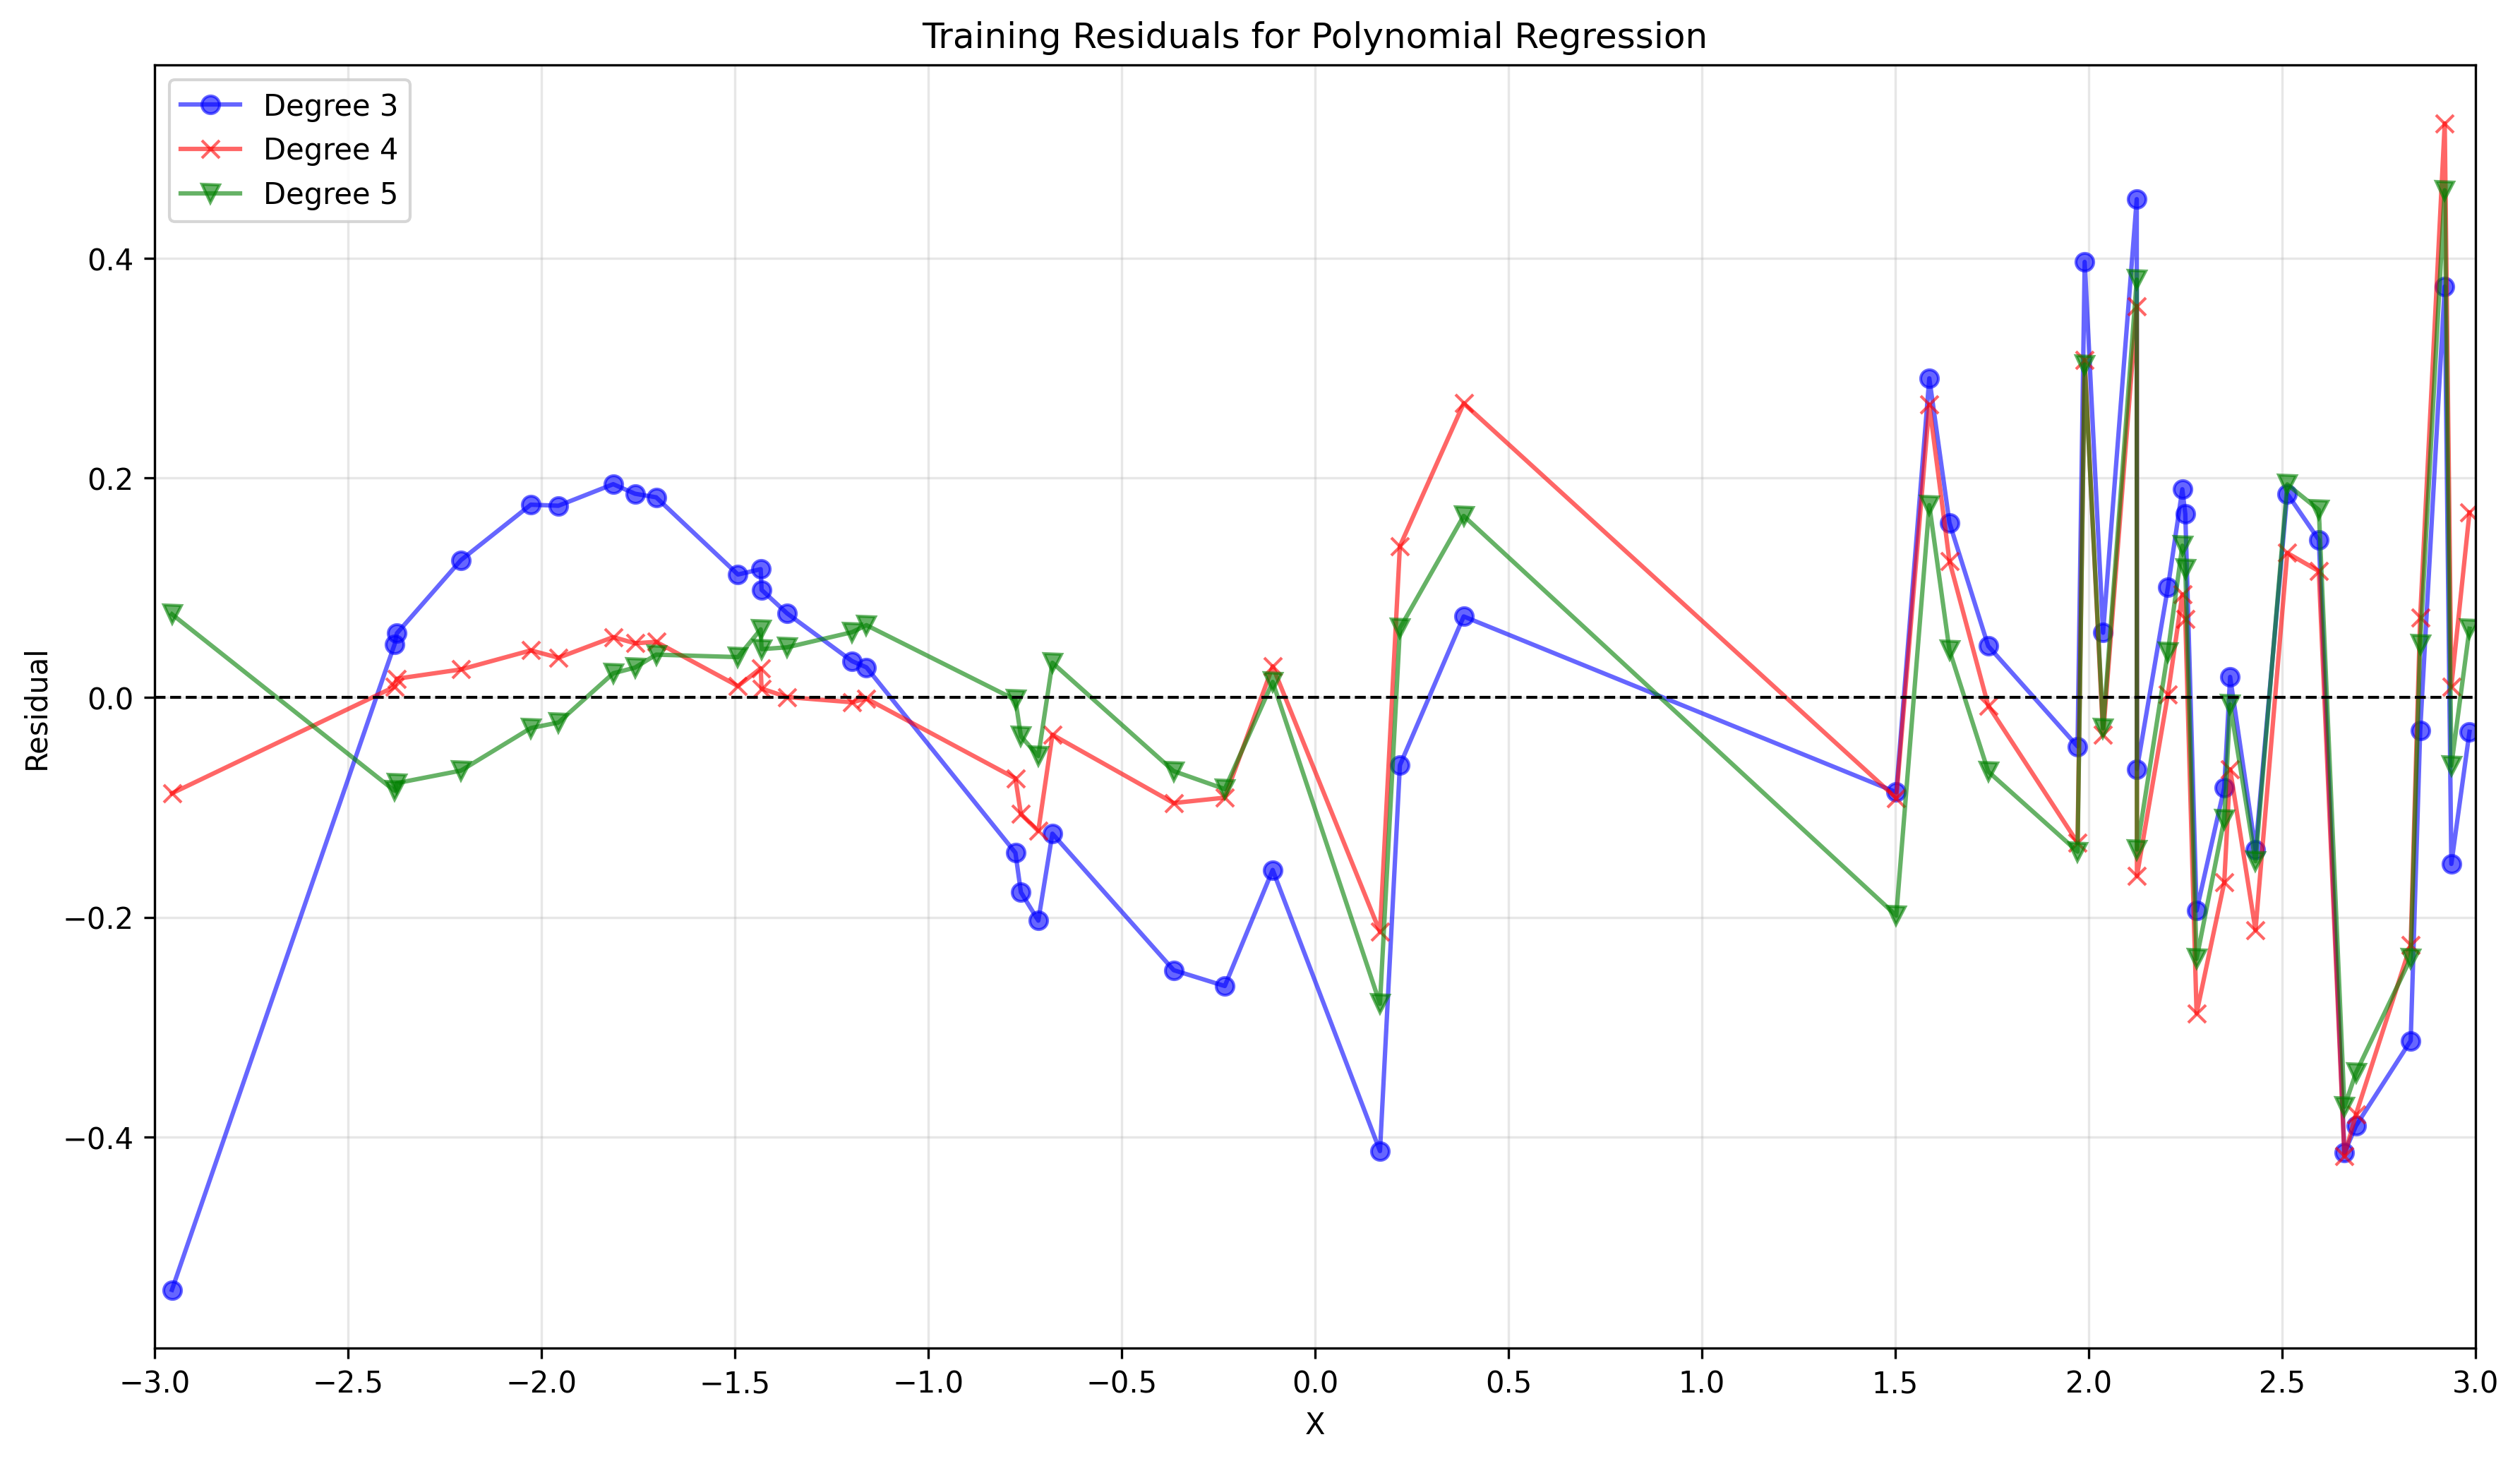 Training Residuals for Polynomial Regression
Degree 3
Degree 4
Degree 5
Residual
0.4
0.2
0.0
−0.2
−0.4
−3.0 −2.5 −2.0 −1.5 −1.0 −0.5 0.0 0.5 1.0 1.5 2.0 2.5 3.0
X